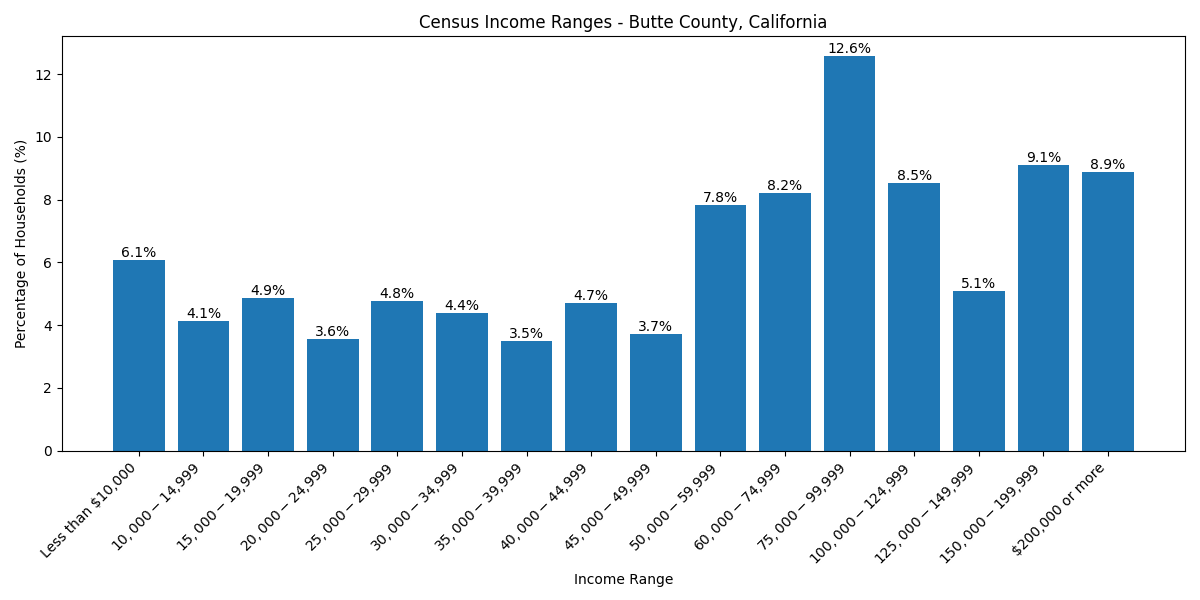 Census Income Ranges - Butte County, California
Percentage of Households (%)
12
10
8
6
4
2
0
6.1%
4.1%
4.9%
3.6%
4.8%
4.4%
3.5%
4.7%
3.7%
7.8%
8.2%
12.6%
8.5%
5.1%
9.1%
8.9%
Less than $10,000
10,000 − 14,999
15,000 − 19,999
20,000 − 24,999
25,000 − 29,999
30,000 − 34,999
35,000 − 39,999
40,000 − 44,999
45,000 − 49,999
50,000 − 59,999
60,000 − 74,999
75,000 − 99,999
100,000 − 124,999
125,000 − 149,999
150,000 − 199,999
$200,000 or more
Income Range